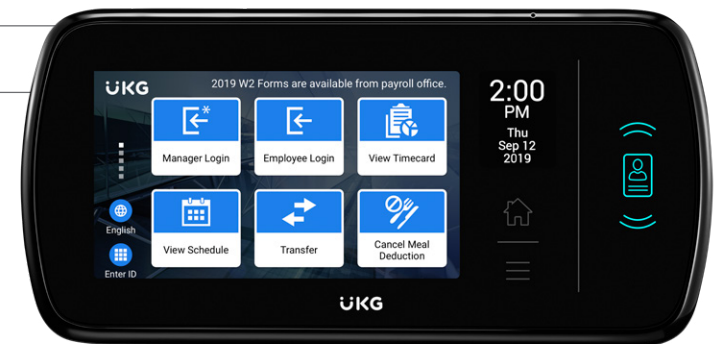 UKG
2019 W2 Forms are available from payroll office.
Manager Login
Employee Login
View Timecard
English
View Schedule
Transfer
Cancel Meal
Deduction
Enter ID
2:00
PM
Thu
Sep 12
2019
UKG